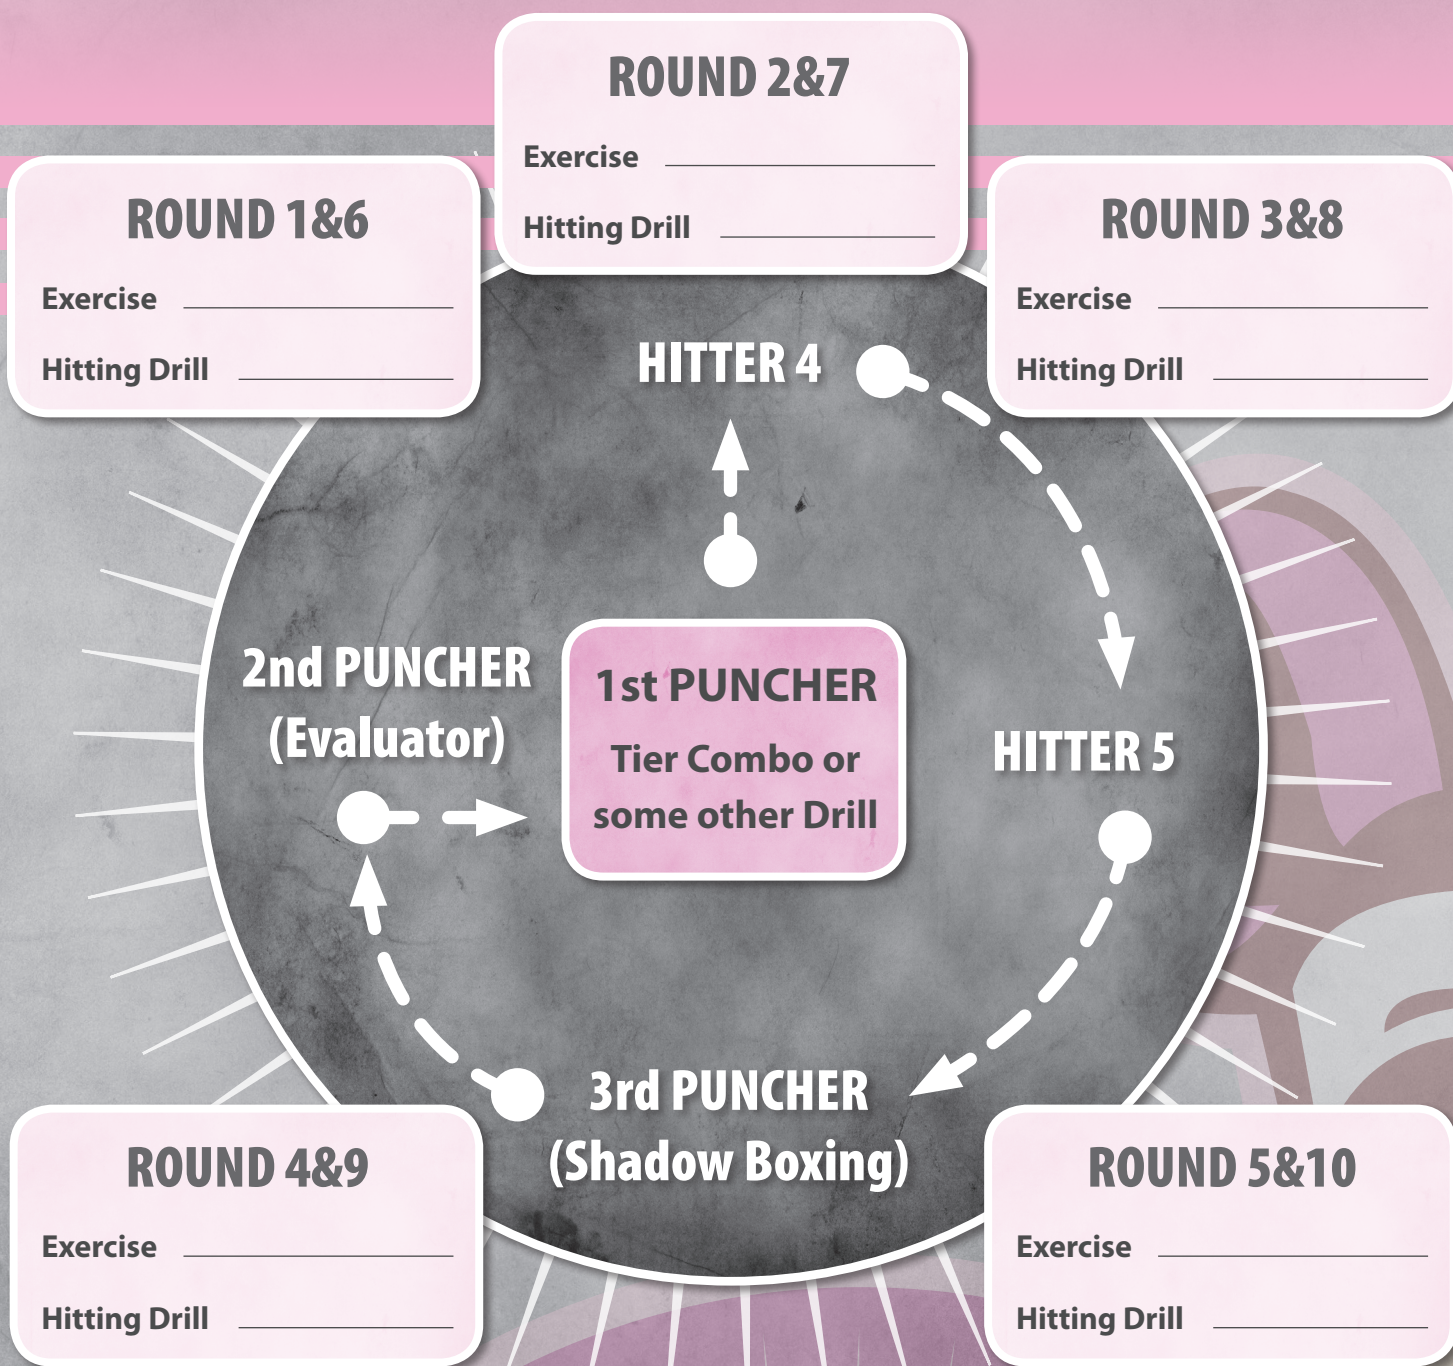 ROUND 2&7
Exercise
Hitting Drill
ROUND 1&6
Exercise
Hitting Drill
ROUND 3&8
Exercise
Hitting Drill
HITTER 4
2nd PUNCHER
(Evaluator)
1st PUNCHER
Tier Combo or
some other Drill
HITTER 5
3rd PUNCHER
(Shadow Boxing)
ROUND 4&9
Exercise
Hitting Drill
ROUND 5&10
Exercise
Hitting Drill